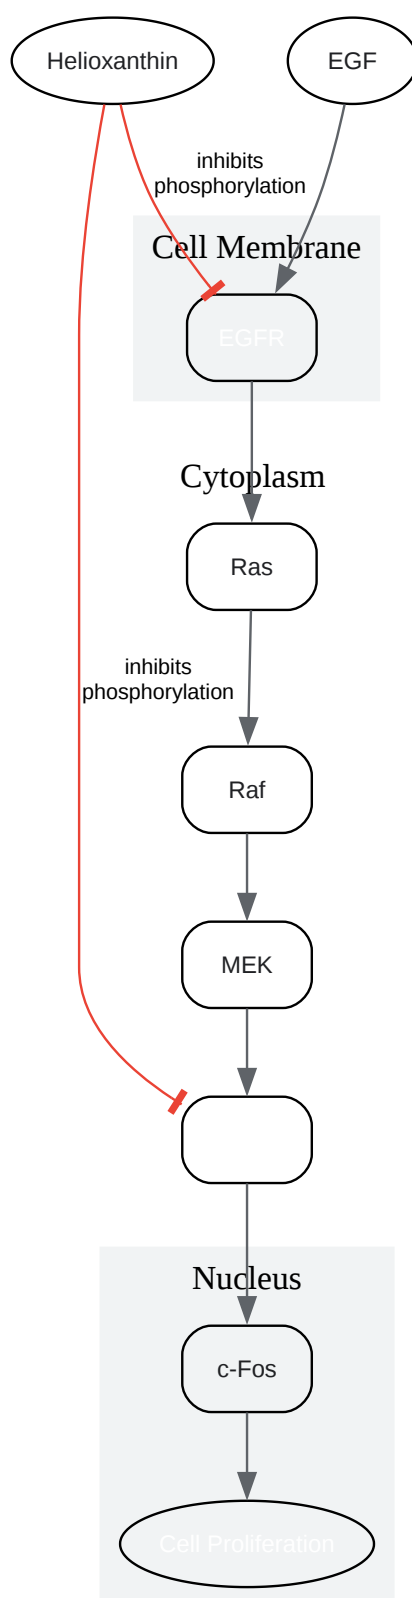 Helioxanthin
EGF
inhibits
phosphorylation
Cell Membrane
EGFR
Cytoplasm
Ras
inhibits
phosphorylation
Raf
MEK
Nucleus
c-Fos
Cell Proliferation